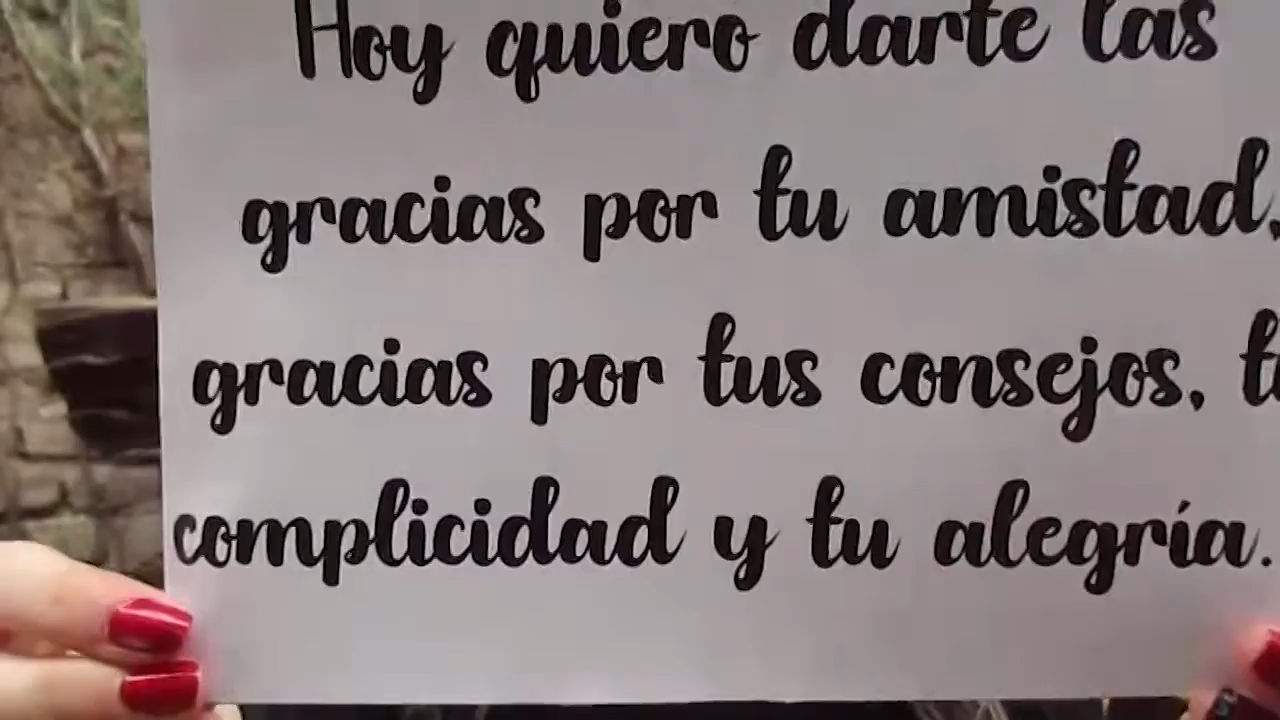 Hoy quiero darte las
gracias por tu amistad,
gracias por tus consejos,
complicidad y tu alegría.